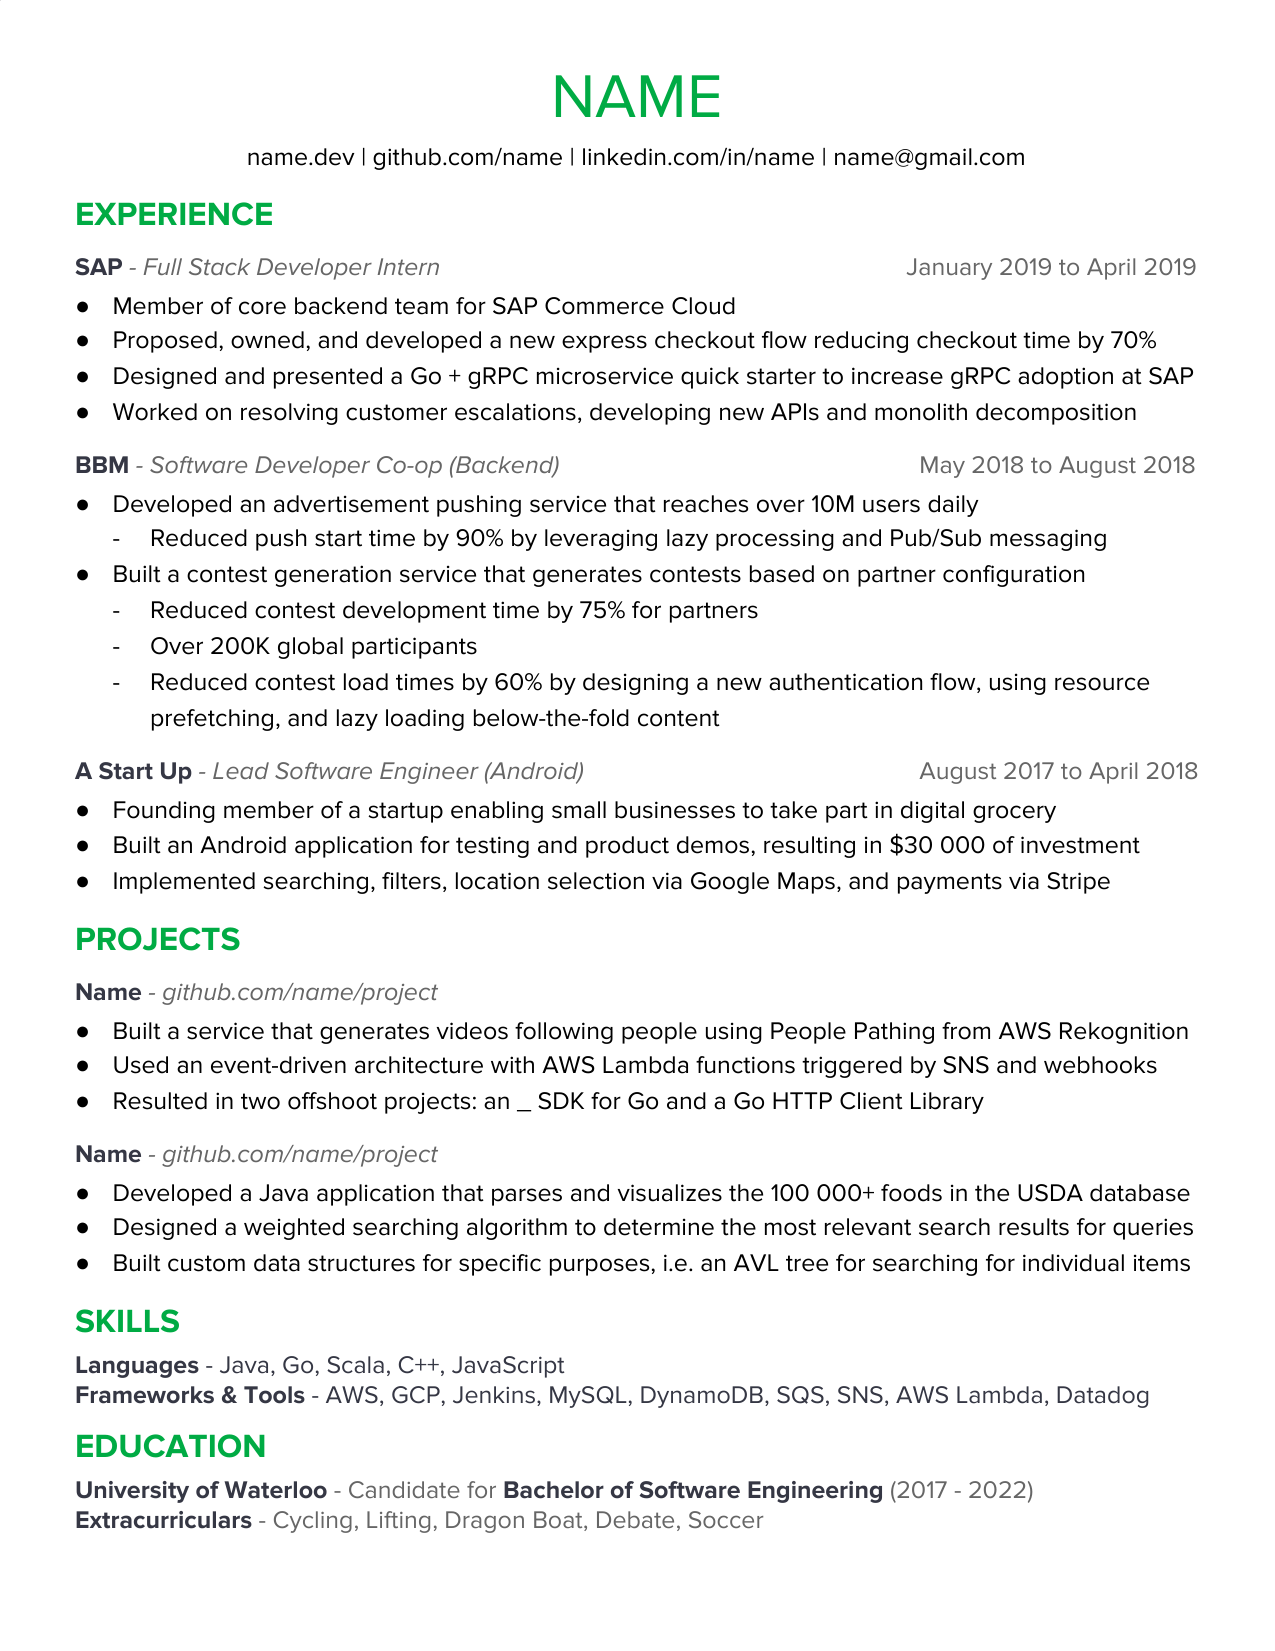 NAME
name.dev | github.com/name | linkedin.com/in/name | name@gmail.com
EXPERIENCE
SAP - Full Stack Developer Intern January 2019 to April 2019
● Member of core backend team for SAP Commerce Cloud
● Proposed, owned, and developed a new express checkout flow reducing checkout time by 70%
● Designed and presented a Go + gRPC microservice quick starter to increase gRPC adoption at SAP
● Worked on resolving customer escalations, developing new APIs and monolith decomposition
BBM - Software Developer Co-op (Backend) May 2018 to August 2018
● Developed an advertisement pushing service that reaches over 10M users daily
- Reduced push start time by 90% by leveraging lazy processing and Pub/Sub messaging
● Built a contest generation service that generates contests based on partner configuration
- Reduced contest development time by 75% for partners
- Over 200K global participants
- Reduced contest load times by 60% by designing a new authentication flow, using resource
prefetching, and lazy loading below-the-fold content
A Start Up - Lead Software Engineer (Android) August 2017 to April 2018
● Founding member of a startup enabling small businesses to take part in digital grocery
● Built an Android application for testing and product demos, resulting in $30 000 of investment
● Implemented searching, filters, location selection via Google Maps, and payments via Stripe
PROJECTS
Name - github.com/name/project
● Built a service that generates videos following people using People Pathing from AWS Rekognition
● Used an event-driven architecture with AWS Lambda functions triggered by SNS and webhooks
● Resulted in two offshoot projects: an _ SDK for Go and a Go HTTP Client Library
Name - github.com/name/project
● Developed a Java application that parses and visualizes the 100 000+ foods in the USDA database
● Designed a weighted searching algorithm to determine the most relevant search results for queries
● Built custom data structures for specific purposes, i.e. an AVL tree for searching for individual items
SKILLS
Languages - Java, Go, Scala, C++, JavaScript
Frameworks & Tools - AWS, GCP, Jenkins, MySQL, DynamoDB, SQS, SNS, AWS Lambda, Datadog
EDUCATION
University of Waterloo - Candidate for Bachelor of Software Engineering (2017 - 2022)
Extracurriculars - Cycling, Lifting, Dragon Boat, Debate, Soccer